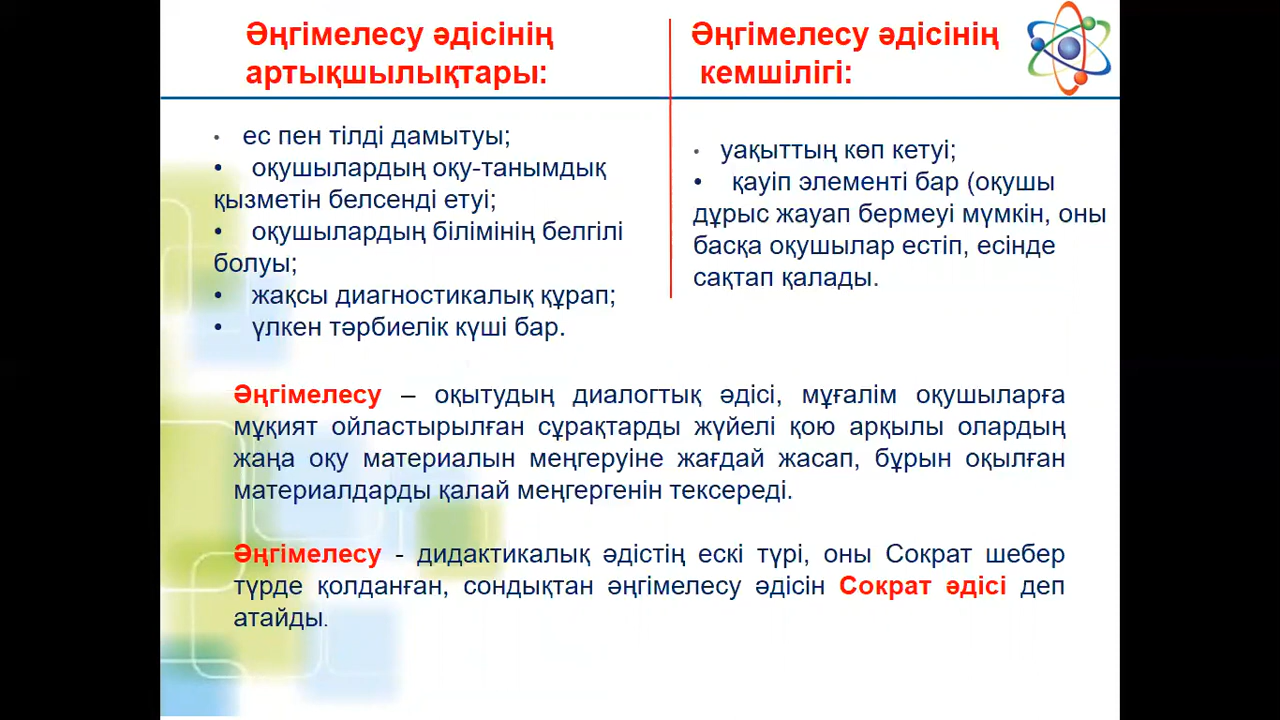 Әңгімелесу әдісінің
артықшылықтары:
• ес пен тілді дамытуы;
• оқушылардың оқу-танымдық
қызметін белсенді етуі;
• оқушылардың білімінің белгілі
болуы;
• жақсы диагностикалық құрап;
• үлкен тәрбиелік күші бар.
Әңгімелесу әдісінің
кемшілігі:
• уақыттың көп кетуі;
• қауіп элементі бар (оқушы
дұрыс жауап бермеуі мүмкін, оны
басқа оқушылар естіп, есінде
сақтап қалады.
Әңгімелесу – оқытудың диалогтық әдісі, мұғалім оқушыларға
мұқият ойластырылған сұрақтарды жүйелі қою арқылы олардың
жаңа оқу материалын меңгеруіне жағдай жасап, бұрын оқылған
материалдарды қалай меңгергенін тексереді.
Әңгімелесу - дидактикалық әдістің ескі түрі, оны Сократ шебер
түрде қолданған, сондықтан әңгімелесу әдісін Сократ әдісі деп
атайды.